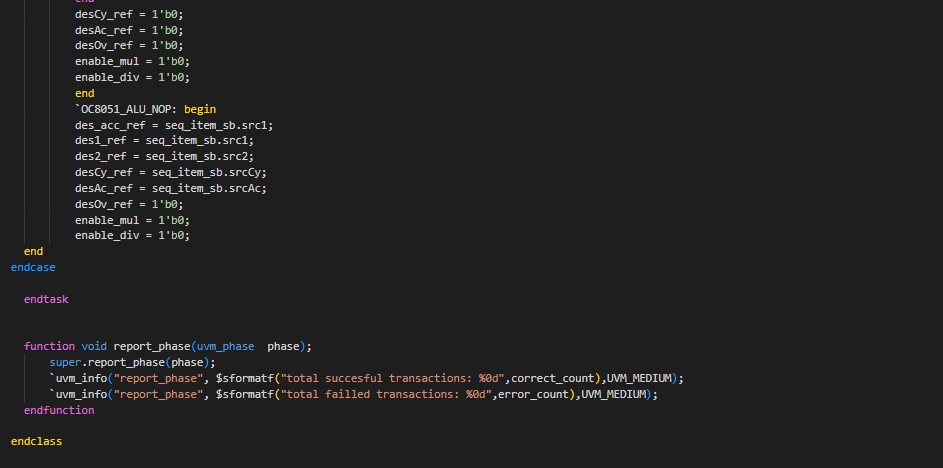 end
desCy_ref = 1'b0;
desAc_ref = 1'b0;
desOv_ref = 1'b0;
enable_mul = 1'b0;
enable_div = 1'b0;
end
`OC8051_ALU_NOP: begin
des_acc_ref = seq_item_sb.src1;
des1_ref = seq_item_sb.src1;
des2_ref = seq_item_sb.src2;
desCy_ref = seq_item_sb.srcCy;
desAc_ref = seq_item_sb.srcAc;
desOv_ref = 1'b0;
enable_mul = 1'b0;
enable_div = 1'b0;
end
endcase
endtask
function void report_phase(uvm_phase  phase);
super.report_phase(phase);
`uvm_info("report_phase", $sformatf("total succesful transactions: %0d",correct_count),UVM_MEDIUM);
`uvm_info("report_phase", $sformatf("total failled transactions: %0d",error_count),UVM_MEDIUM);
endfunction
endclass